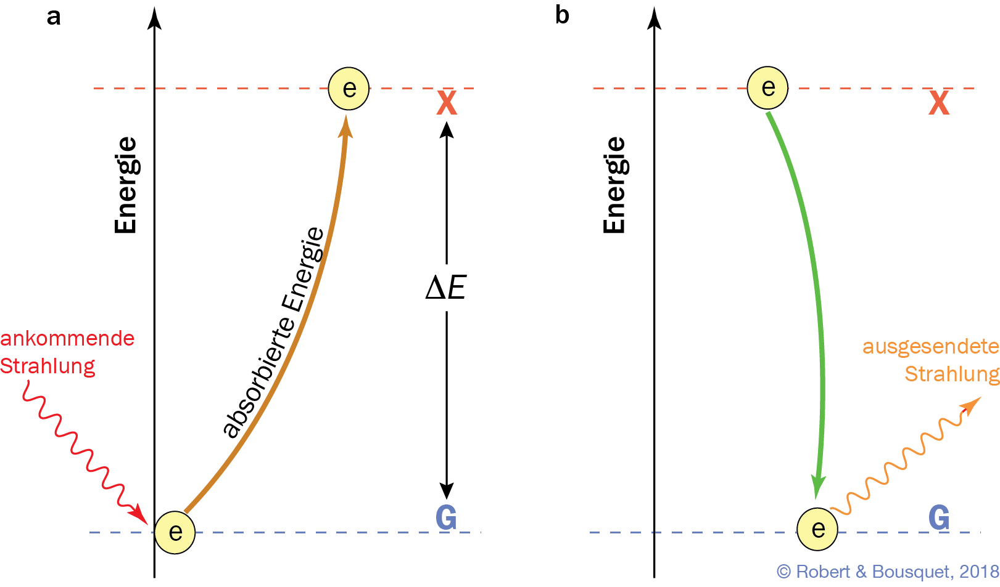 a
Energie
e
X
absorbierte Energie
ΔE
ankommende
Strahlung
G
e
b
Energie
e
X
ausgesendete
Strahlung
G
e
© Robert & Bousquet, 2018